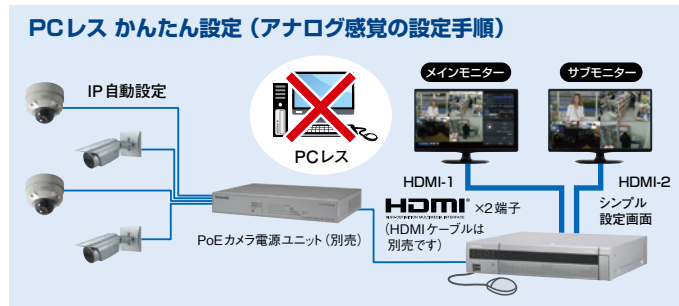 PCレス かんたん設定（アナログ感覚の設定手順）
IP自動設定
PCレス
メインモニター
サブモニター
HDMI-1
HDMI-2
HDMI ×2端子
HIGH-DEFINITION MULTIMEDIA INTERFACE
（HDMIケーブルは
別売です）
シンプル
設定画面
PoEカメラ電源ユニット（別売）